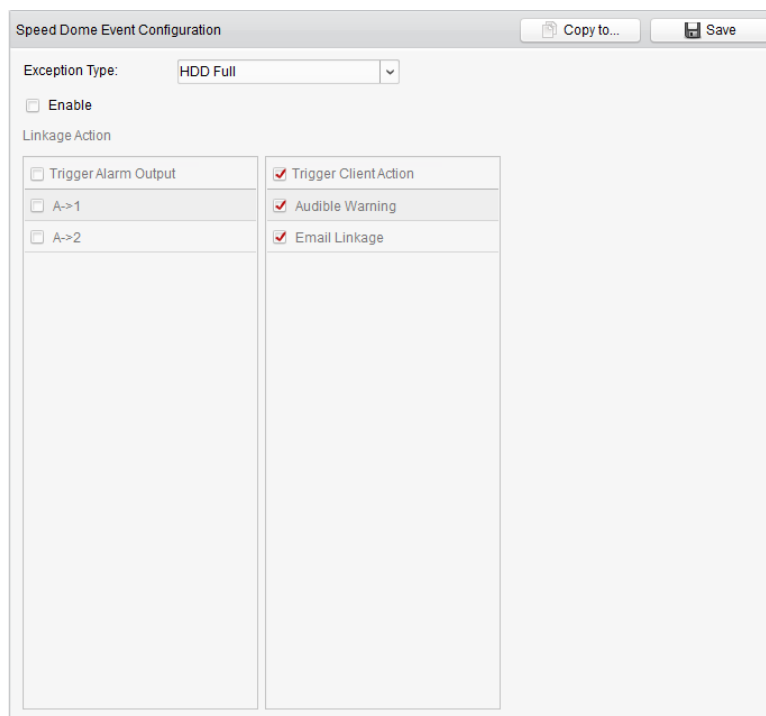 Speed Dome Event Configuration
Copy to...
Save
Exception Type:
HDD Full
Enable
Linkage Action
Trigger Alarm Output
Trigger Client Action
A->1
Audible Warning
A->2
Email Linkage